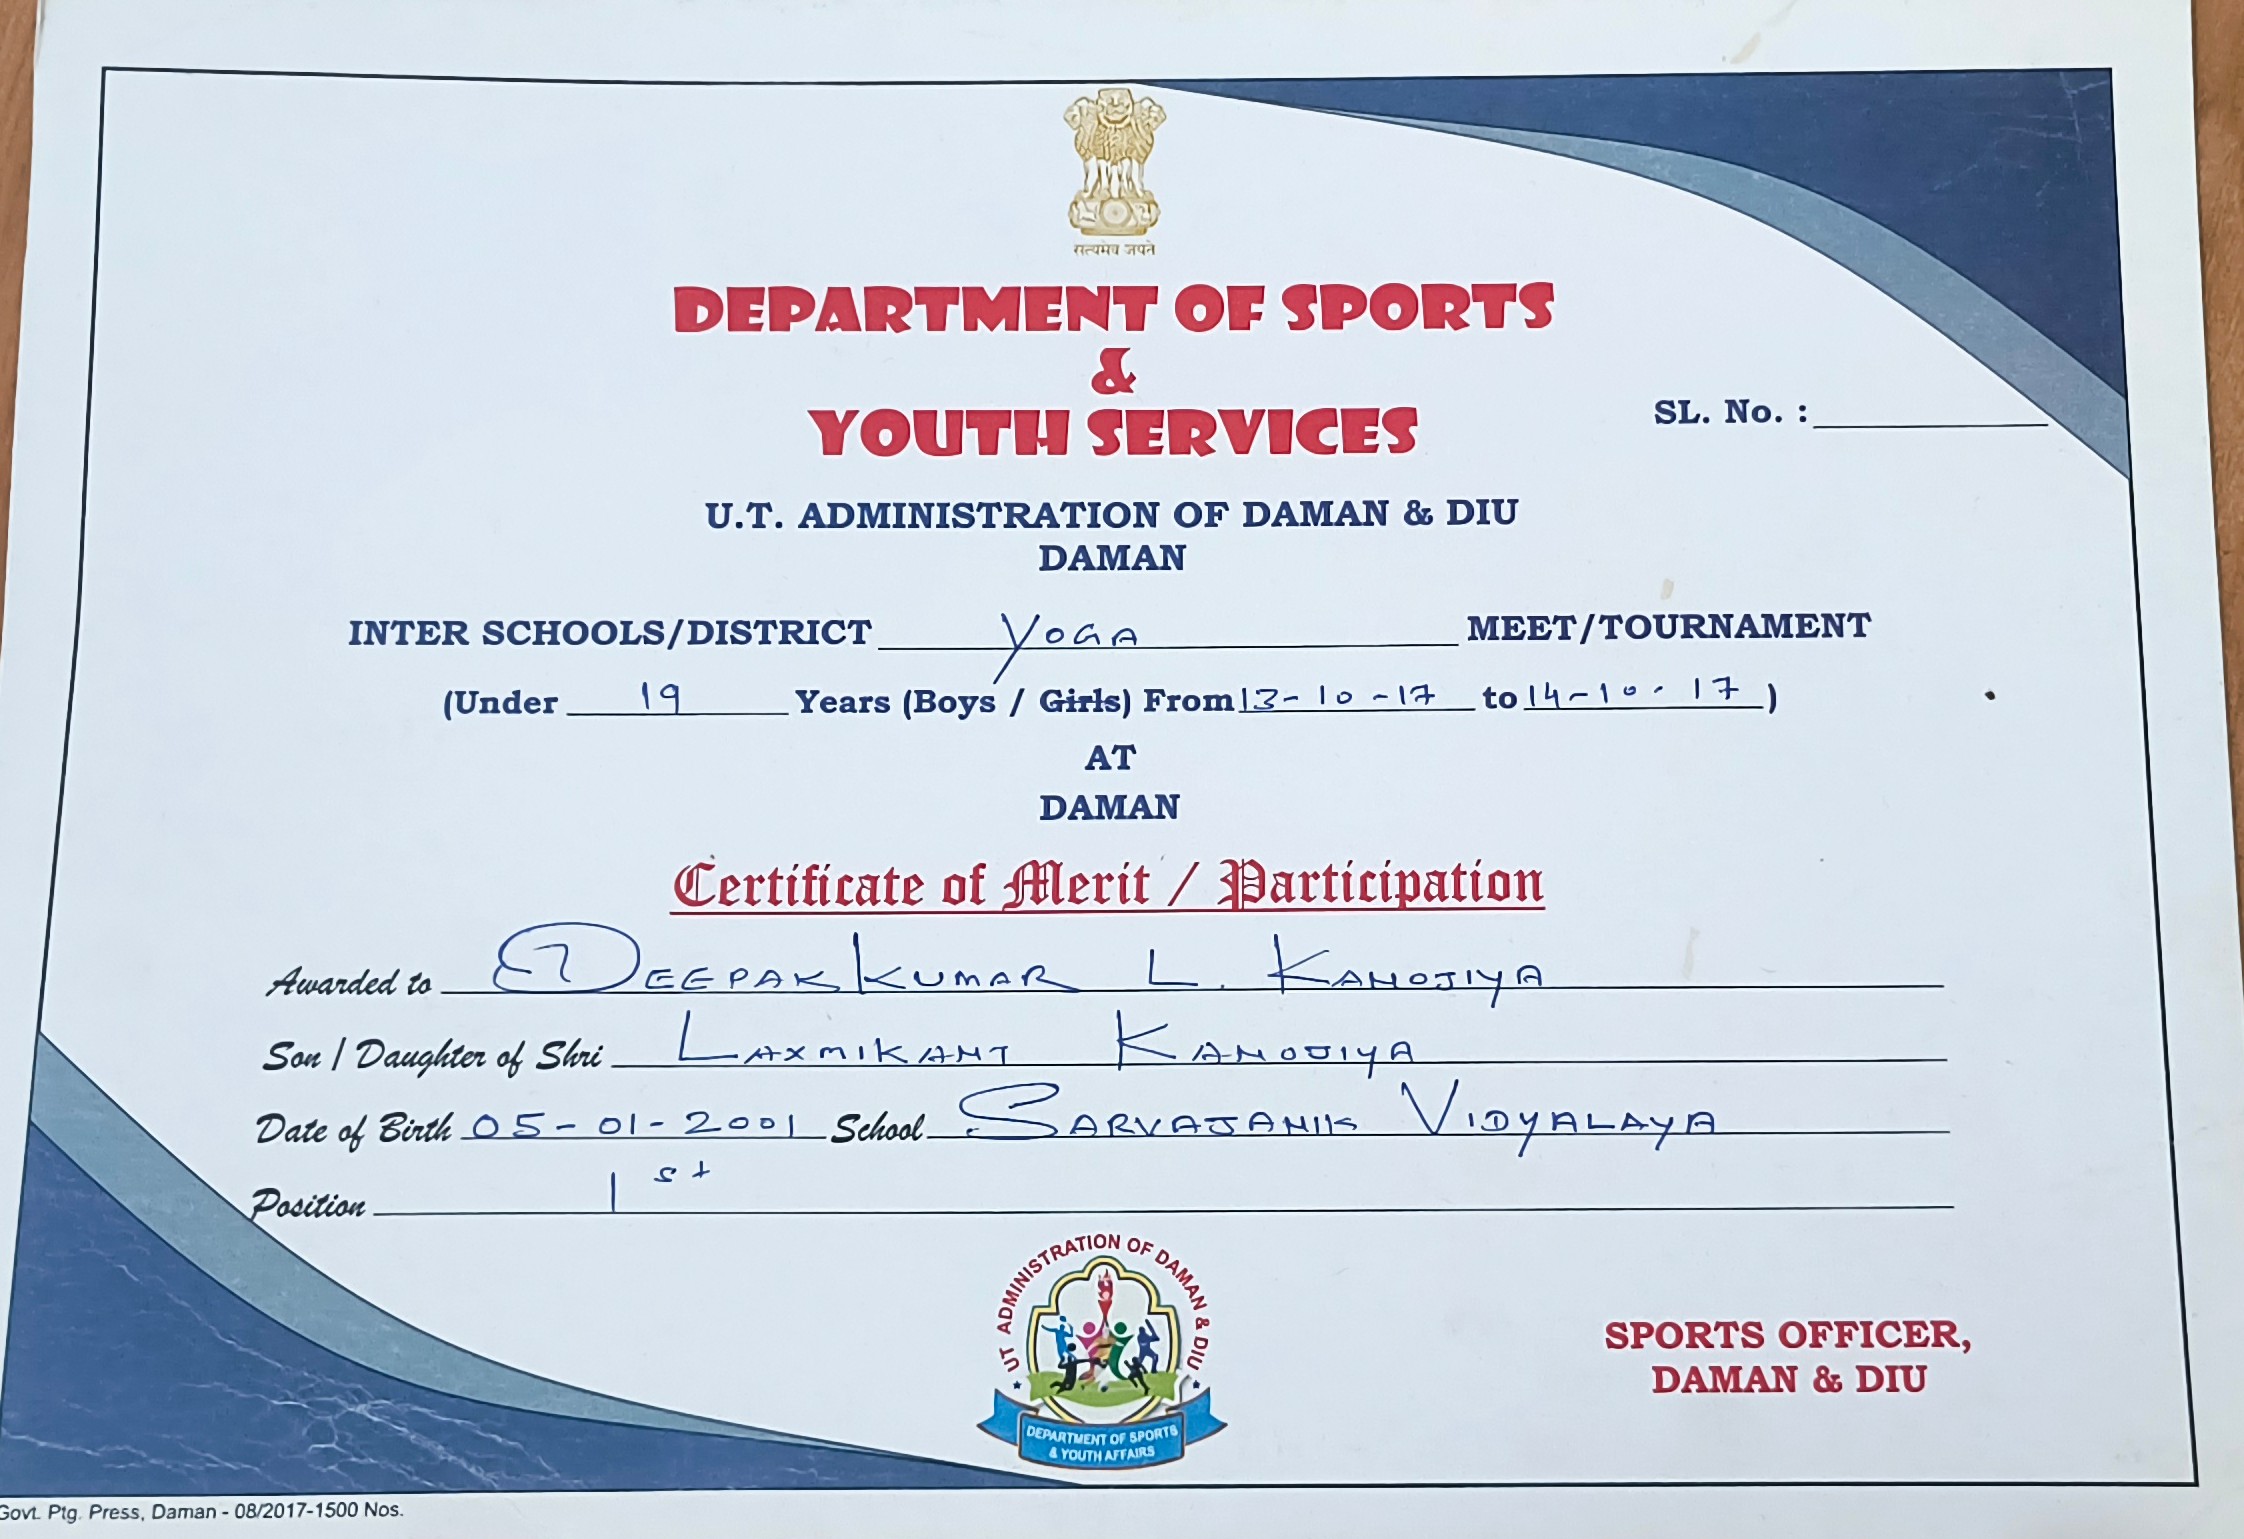 सत्यमेव जयते
DEPARTMENT OF SPORTS
&
YOUTH SERVICES
SL. No. :
U.T. ADMINISTRATION OF DAMAN & DIU
DAMAN
INTER SCHOOLS/DISTRICT YOGA MEET/TOURNAMENT
(Under 19 Years (Boys / Girls) From 13-10-17 to 14-10-17)
AT
DAMAN
Certificate of Merit / Participation
Awarded to DEEPAKKUMAR L. KANOJIYA
Son / Daughter of Shri LAXMIKANT KANOJIYA
Date of Birth 05-01-2001 School SARVAJANIK VIDYALAYA
Position 1st
UT ADMINISTRATION OF DAMAN & DIU
DEPARTMENT OF SPORTS
& YOUTH AFFAIRS
SPORTS OFFICER,
DAMAN & DIU
Govt. Ptg. Press, Daman - 08/2017-1500 Nos.